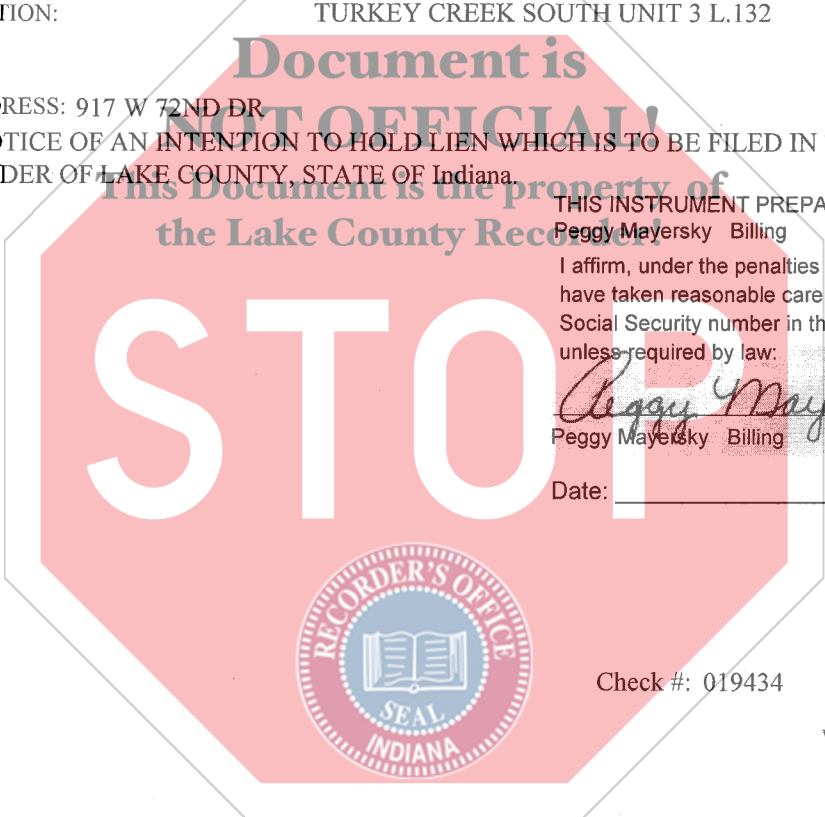 TION: TURKEY CREEK SOUTH UNIT 3 L.132
Document is
RESS: 917 W 72ND DR
NOT OFFICIAL!
TICE OF AN INTENTION TO HOLD LIEN WHICH IS TO BE FILED IN
DER OF LAKE COUNTY, STATE OF Indiana.
This Document is the property of
THIS INSTRUMENT PREPA
the Lake County Recorder!
Peggy Mayersky Billing
I affirm, under the penalties
have taken reasonable care
Social Security number in th
unless required by law:
STOP
Peggy May
Peggy Mayersky Billing
Date:
RECORDER'S OFFICE
SEAL
INDIANA
Check #: 019434